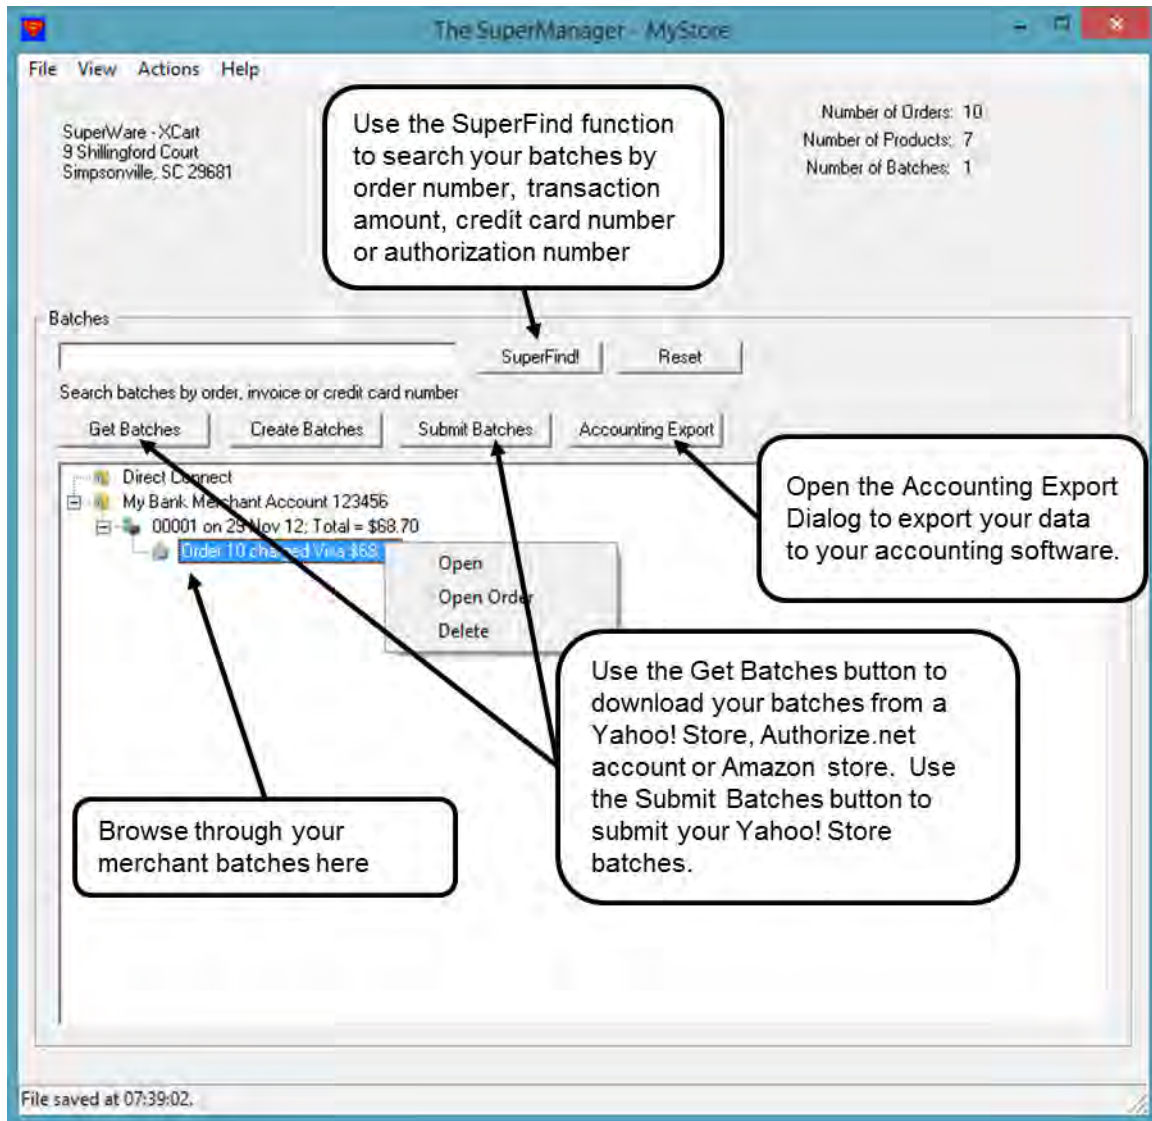 The SuperManager - MyStore
File View Actions Help
SuperWare - XCart
9 Shillingford Court
Simpsonville, SC 29681
Use the SuperFind function
to search your batches by
order number, transaction
amount, credit card number
or authorization number
Number of Orders: 10
Number of Products: 7
Number of Batches: 1
Batches
SuperFind! Reset
Search batches by order, invoice or credit card number
Get Batches Create Batches Submit Batches Accounting Export
Direct Connect
My Bank Merchant Account 123456
00001 on 29 Nov 12; Total = $68.70
Order 10 charged Visa $68.
Open
Open Order
Delete
Open the Accounting Export
Dialog to export your data
to your accounting software.
Use the Get Batches button to
download your batches from a
Yahoo! Store, Authorize.net
account or Amazon store. Use
the Submit Batches button to
submit your Yahoo! Store
batches.
Browse through your
merchant batches here
File saved at 07:39:02.